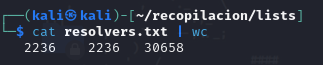 ┌──(kali㉿kali)-[~/recopilacion/lists]
└─$ cat resolvers.txt | wc
2236 2236 30658